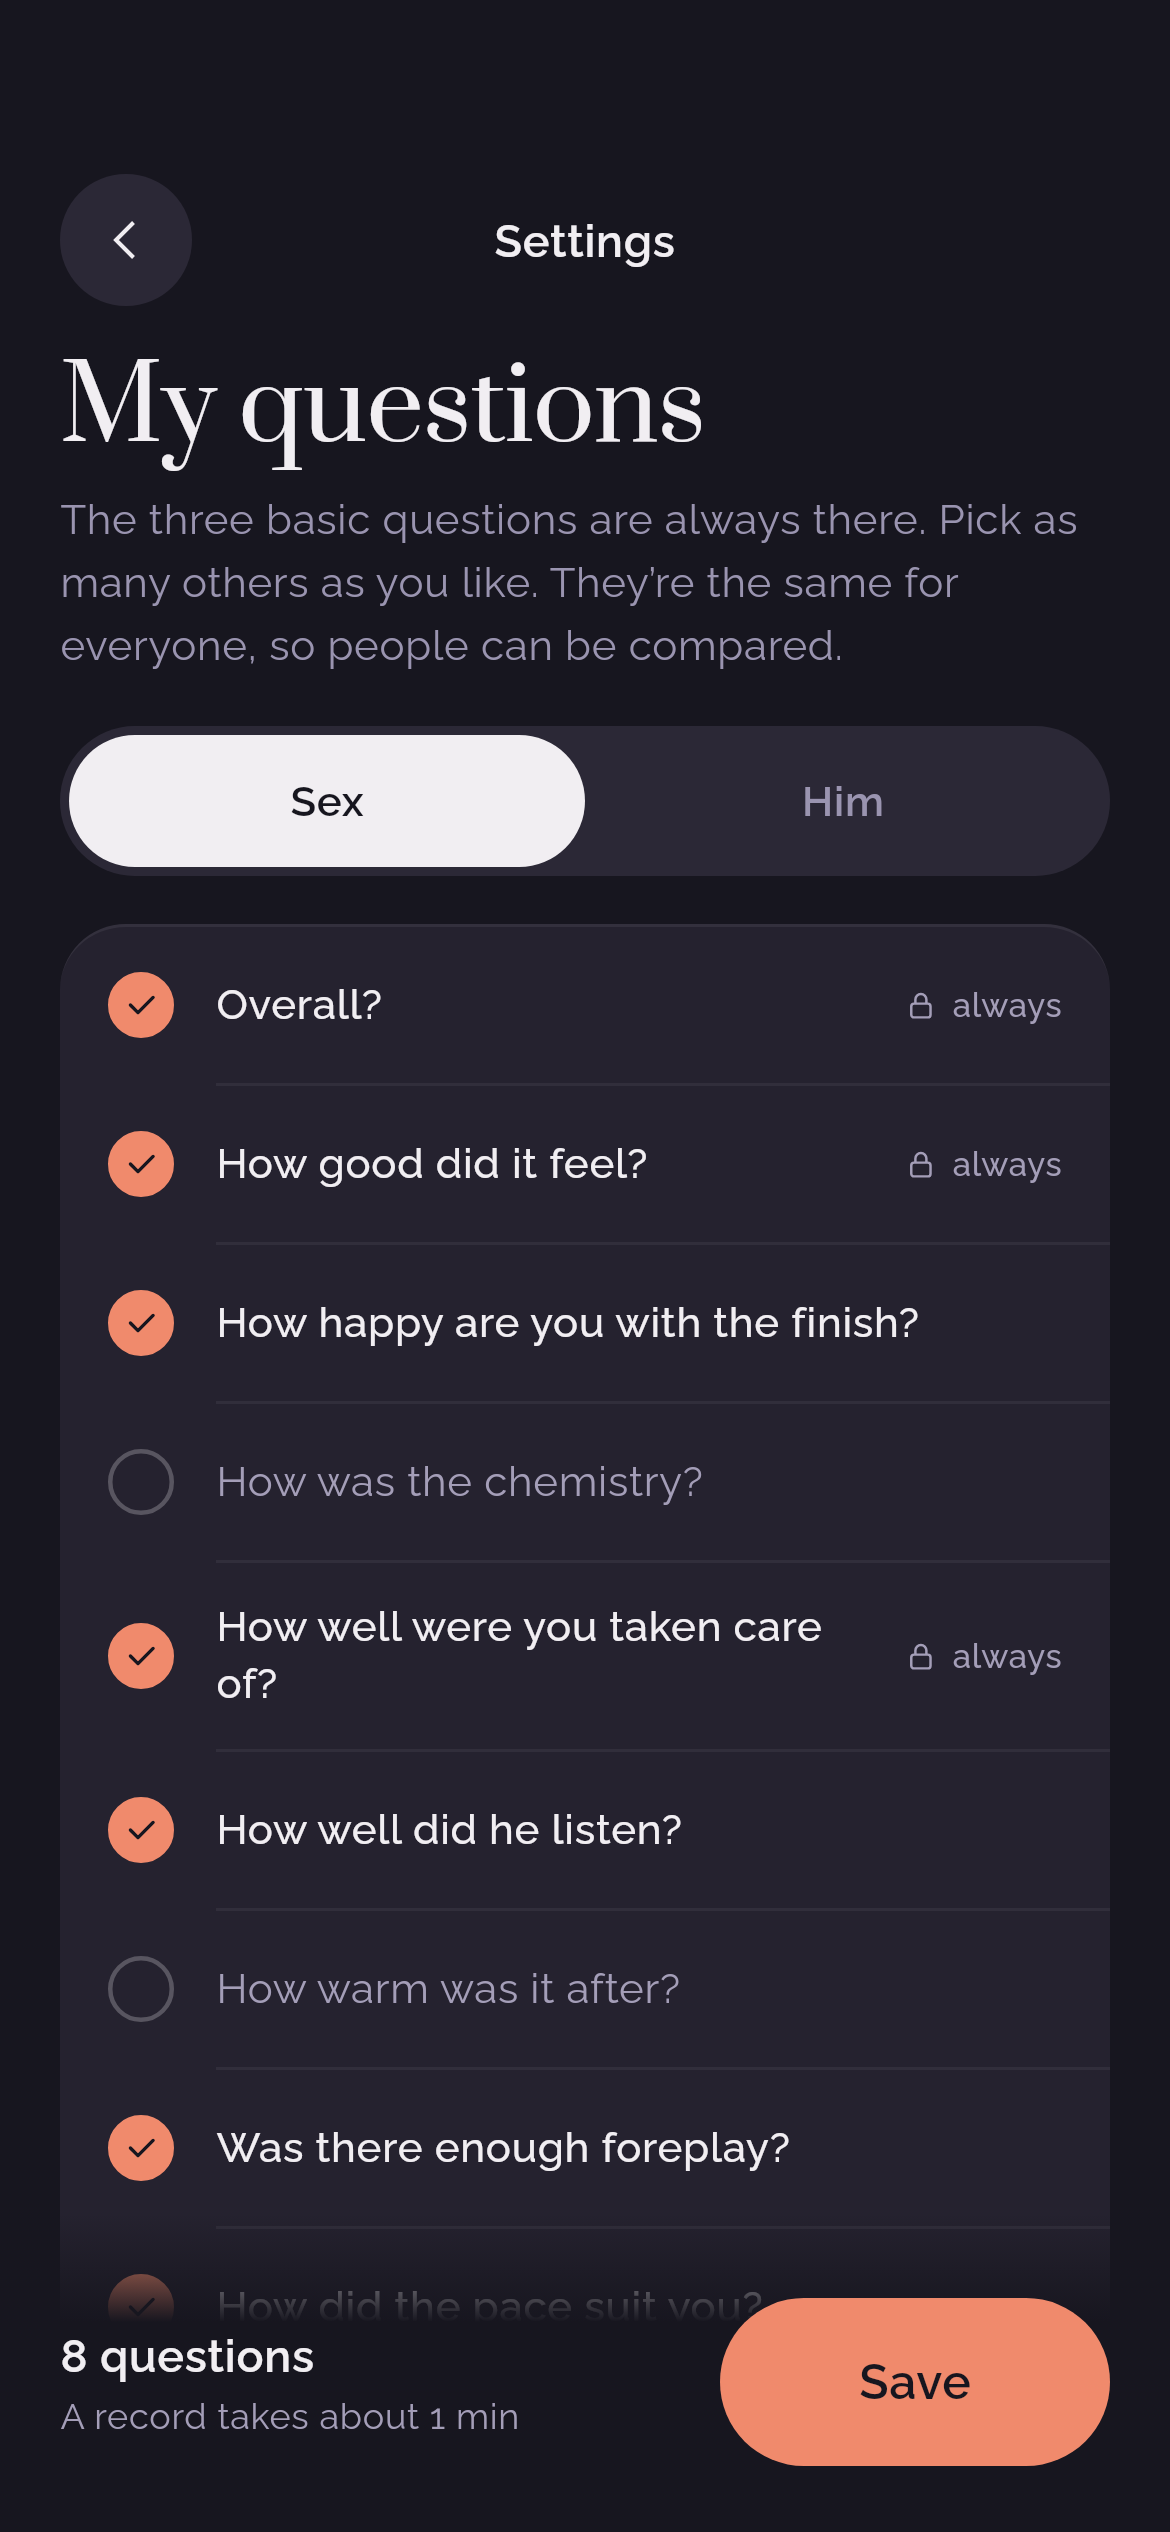 Settings
My questions
The three basic questions are always there. Pick as
many others as you like. They’re the same for
everyone, so people can be compared.
Sex
Him
Overall?
always
How good did it feel?
always
How happy are you with the finish?
How was the chemistry?
How well were you taken care
of?
always
How well did he listen?
How warm was it after?
Was there enough foreplay?
How did the pace suit you?
8 questions
A record takes about 1 min
Save